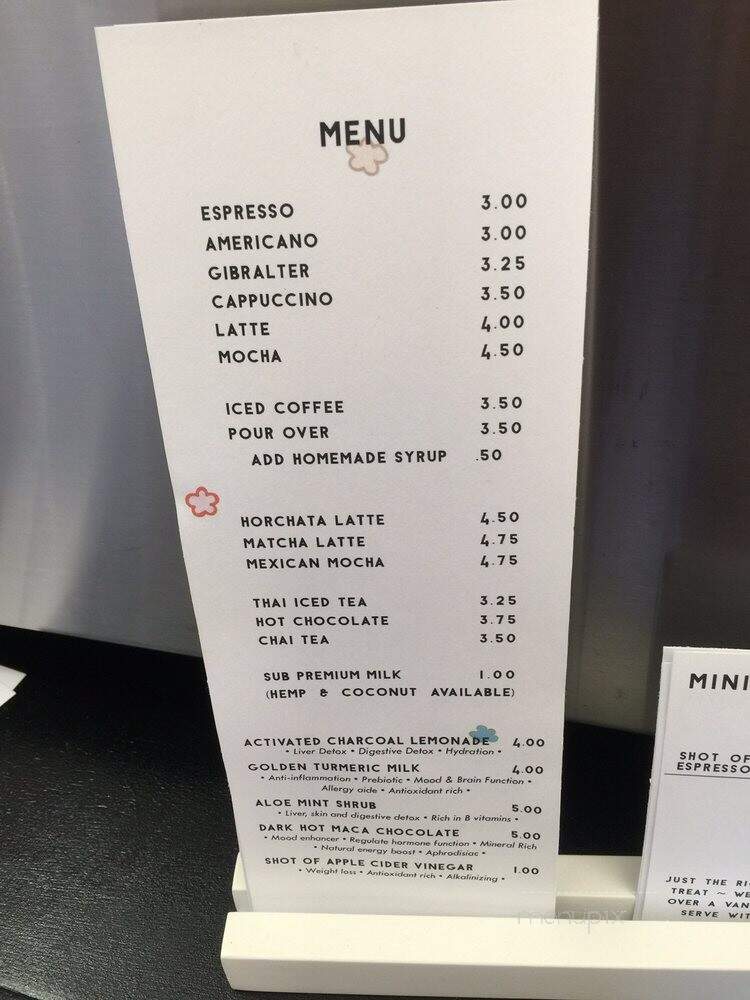 MENU
ESPRESSO 3.00
AMERICANO 3.00
GIBRALTER 3.25
CAPPUCCINO 3.50
LATTE 4.00
MOCHA 4.50
ICED COFFEE 3.50
POUR OVER 3.50
ADD HOMEMADE SYRUP .50
HORCHATA LATTE 4.50
MATCHA LATTE 4.75
MEXICAN MOCHA 4.75
THAI ICED TEA 3.25
HOT CHOCOLATE 3.75
CHAI TEA 3.50
SUB PREMIUM MILK 1.00
(HEMP & COCONUT AVAILABLE)
ACTIVATED CHARCOAL LEMONADE 4.00
• Liver Detox • Digestive Detox • Hydration •
GOLDEN TURMERIC MILK 4.00
• Anti-inflammation • Prebiotic • Mood & Brain Function •
Allergy aide • Antioxidant rich •
ALOE MINT SHRUB 5.00
• Liver, skin and digestive detox • Rich in B vitamins •
DARK HOT MACA CHOCOLATE 5.00
• Mood enhancer • Regulate hormone function • Mineral Rich
• Natural energy boost • Aphrodisiac •
SHOT OF APPLE CIDER VINEGAR 1.00
• Weight loss • Antioxidant rich • Alkalinizing •
MINI
SHOT OF
ESPRESSO
JUST THE RI
TREAT ~ WE
OVER A VAN
SERVE WIT
menupix